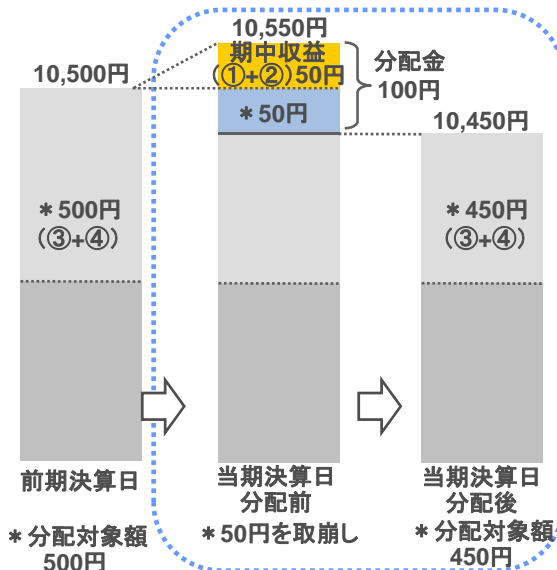 10,500円
＊500円
（③+④）
前期決算日
＊分配対象額
500円
10,550円
期中収益
（①+②）50円
＊50円
分配金
100円
当期決算日
分配前
＊50円を取崩し
10,450円
＊450円
（③+④）
当期決算日
分配後
＊分配対象額
450円